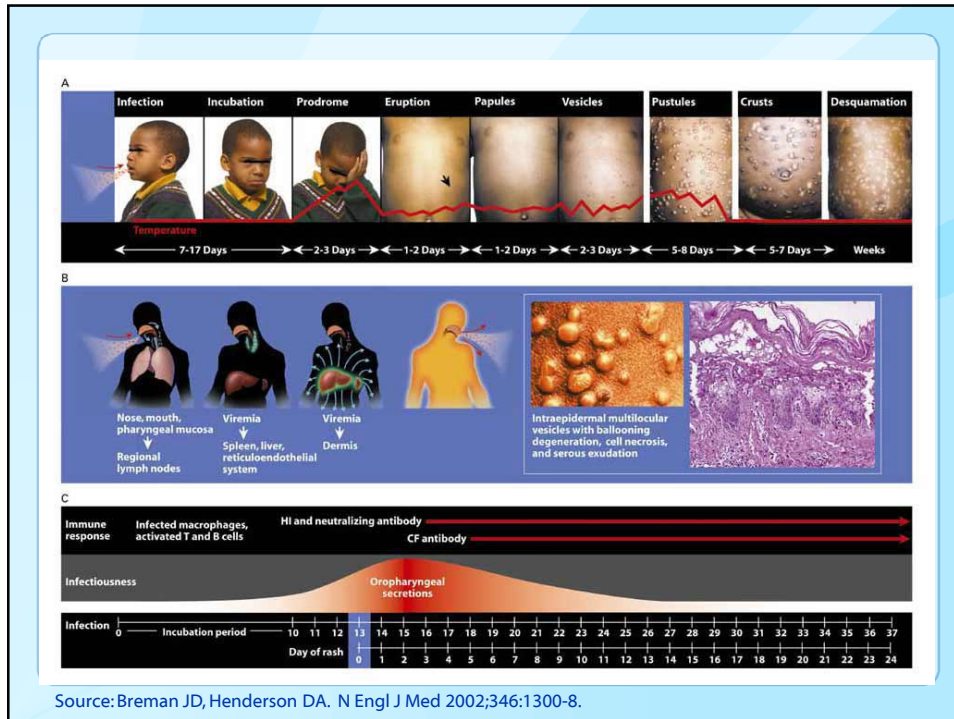 A
Infection Incubation Prodrome Eruption Papules Vesicles Pustules Crusts Desquamation
Temperature
7-17 Days 2-3 Days 1-2 Days 1-2 Days 2-3 Days 5-8 Days 5-7 Days Weeks
B
Nose, mouth,
pharyngeal mucosa
Regional
lymph nodes
Viremia
Spleen, liver,
reticuloendothelial
system
Viremia
Dermis
Intraepidermal multilocular
vesicles with ballooning
degeneration, cell necrosis,
and serous exudation
C
Immune
response
Infected macrophages,
activated T and B cells
HI and neutralizing antibody
CF antibody
Infectiousness
Oropharyngeal
secretions
Infection
0 Incubation period 10 11 12 13 14 15 16 17 18 19 20 21 22 23 24 25 26 27 28 29 30 31 32 33 34 35 36 37
Day of rash 0 1 2 3 4 5 6 7 8 9 10 11 12 13 14 15 16 17 18 19 20 21 22 23 24
Source: Breman JD, Henderson DA. N Engl J Med 2002;346:1300-8.